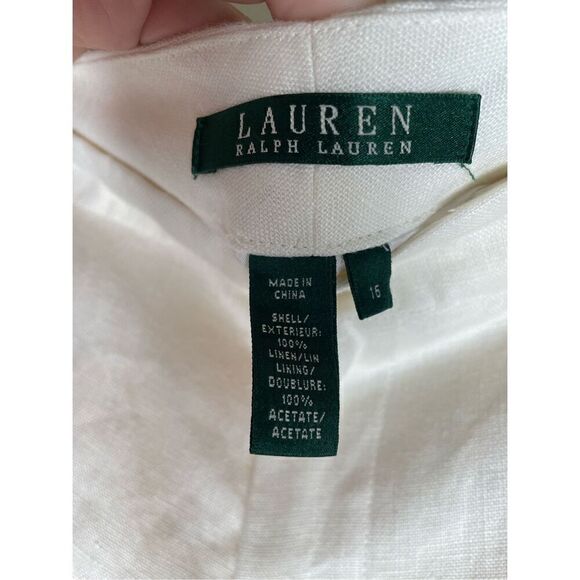 LAUREN
RALPH LAUREN
MADE IN
CHINA
SHELL/
EXTERIEUR:
100%
LINEN/LIN
LINING/
DOUBLURE:
100%
ACETATE/
ACETATE
16